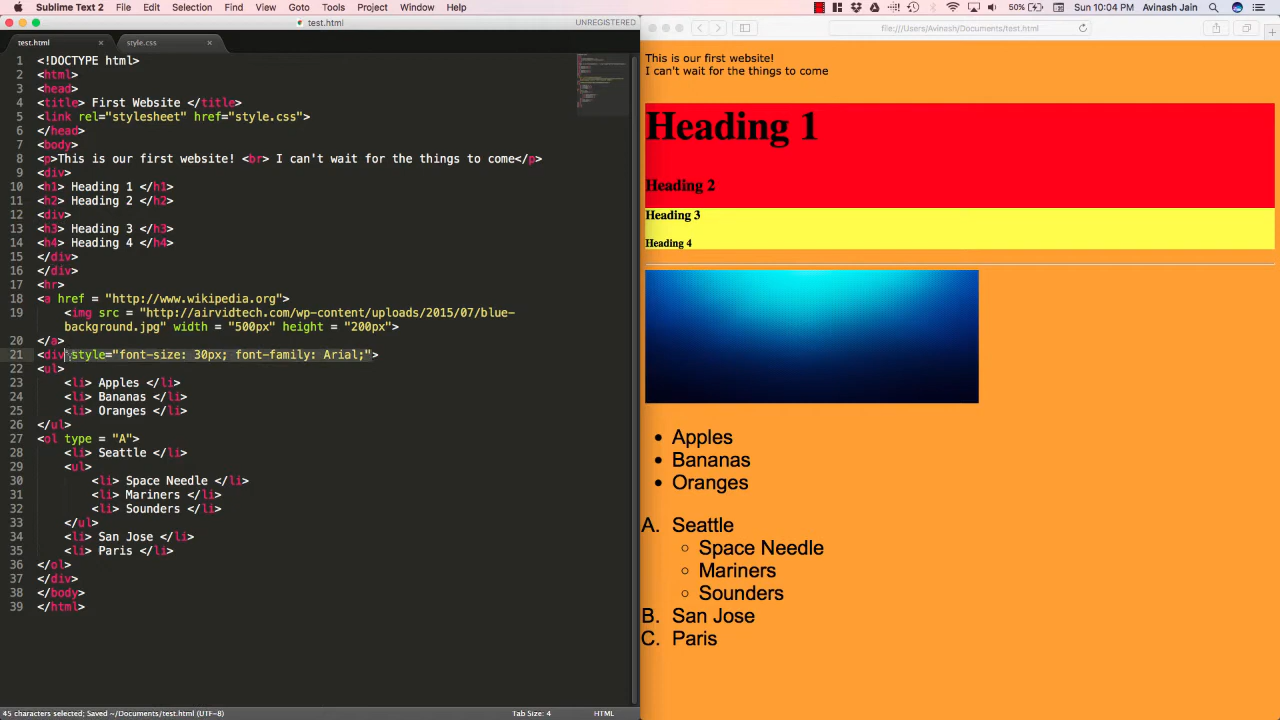 Sublime Text 2 File Edit Selection Find View Goto Tools Project Window Help 50% Sun 10:04 PM Avinash Jain
test.html UNREGISTERED
file:///Users/Avinash/Documents/test.html
test.html style.css
1 <!DOCTYPE html>
2 <html>
3 <head>
4 <title> First Website </title>
5 <link rel="stylesheet" href="style.css">
6 </head>
7 <body>
8 <p>This is our first website! <br> I can't wait for the things to come</p>
9 <div>
10 <h1> Heading 1 </h1>
11 <h2> Heading 2 </h2>
12 <div>
13 <h3> Heading 3 </h3>
14 <h4> Heading 4 </h4>
15 </div>
16 </div>
17 <hr>
18 <a href = "http://www.wikipedia.org">
19 <img src = "http://airvidtech.com/wp-content/uploads/2015/07/blue-
background.jpg" width = "500px" height = "200px">
20 </a>
21 <div style="font-size: 30px; font-family: Arial;">
22 <ul>
23 <li> Apples </li>
24 <li> Bananas </li>
25 <li> Oranges </li>
26 </ul>
27 <ol type = "A">
28 <li> Seattle </li>
29 <ul>
30 <li> Space Needle </li>
31 <li> Mariners </li>
32 <li> Sounders </li>
33 </ul>
34 <li> San Jose </li>
35 <li> Paris </li>
36 </ol>
37 </div>
38 </body>
39 </html>
45 characters selected; Saved ~/Documents/test.html (UTF-8) Tab Size: 4 HTML
This is our first website!
I can't wait for the things to come
Heading 1
Heading 2
Heading 3
Heading 4
• Apples
• Bananas
• Oranges
A. Seattle
○ Space Needle
○ Mariners
○ Sounders
B. San Jose
C. Paris